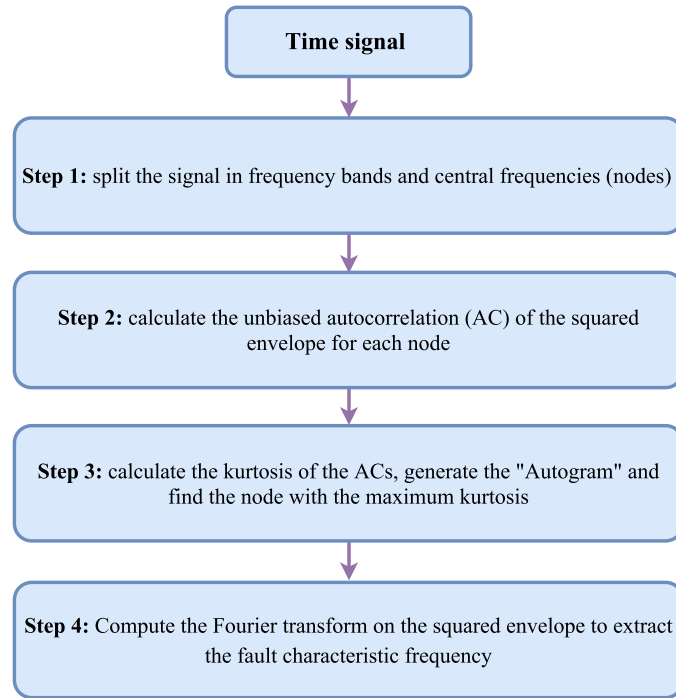 Time signal
Step 1: split the signal in frequency bands and central frequencies (nodes)
Step 2: calculate the unbiased autocorrelation (AC) of the squared
envelope for each node
Step 3: calculate the kurtosis of the ACs, generate the "Autogram" and
find the node with the maximum kurtosis
Step 4: Compute the Fourier transform on the squared envelope to extract
the fault characteristic frequency